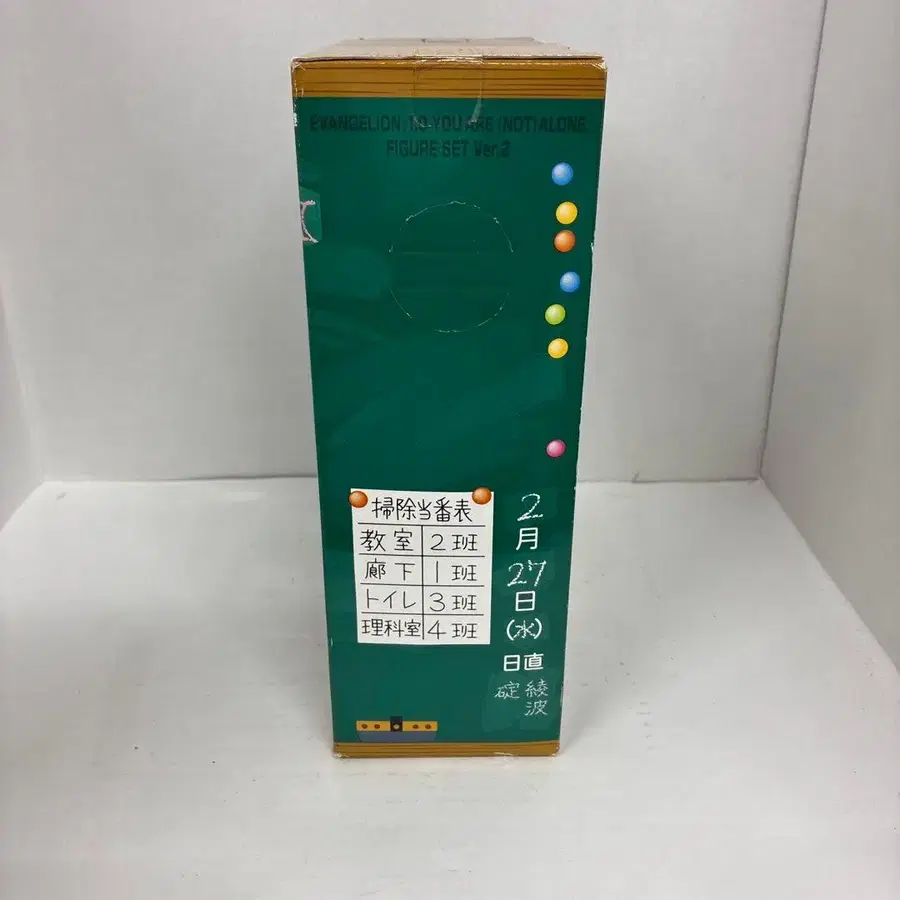 EVANGELION:1.0 YOU ARE (NOT) ALONE.
FIGURE SET Ver.2
掃除当番表
教室 2班
廊下 1班
トイレ 3班
理科室 4班
2月27日(水)
日直
綾波
碇